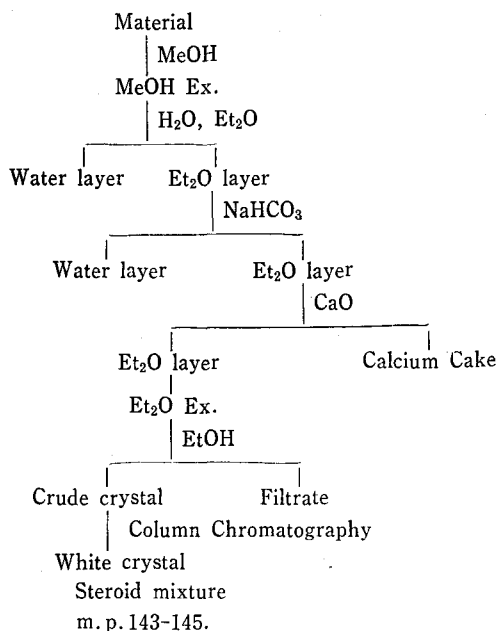 Material
MeOH
MeOH Ex.
H₂O, Et₂O
Water layer Et₂O layer
NaHCO₃
Water layer Et₂O layer
CaO
Et₂O layer Calcium Cake
Et₂O Ex.
EtOH
Crude crystal Filtrate
Column Chromatography
White crystal
Steroid mixture
m. p. 143-145.